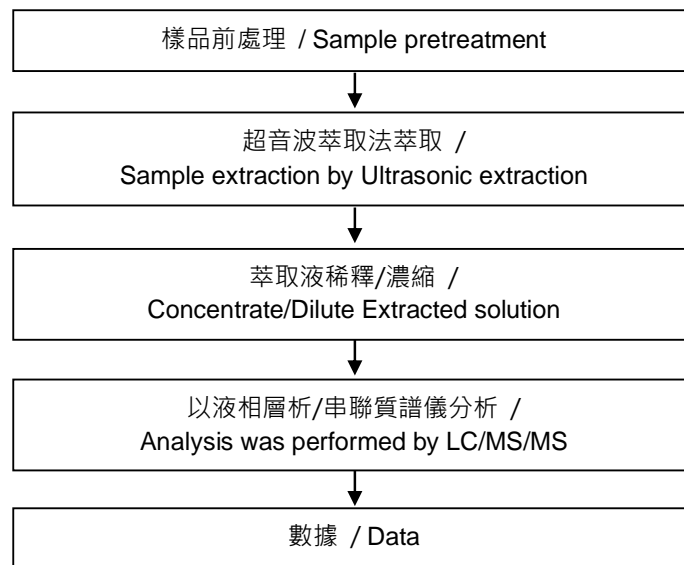 樣品前處理 / Sample pretreatment
超音波萃取法萃取 /
Sample extraction by Ultrasonic extraction
萃取液稀釋/濃縮 /
Concentrate/Dilute Extracted solution
以液相層析/串聯質譜儀分析 /
Analysis was performed by LC/MS/MS
數據 / Data